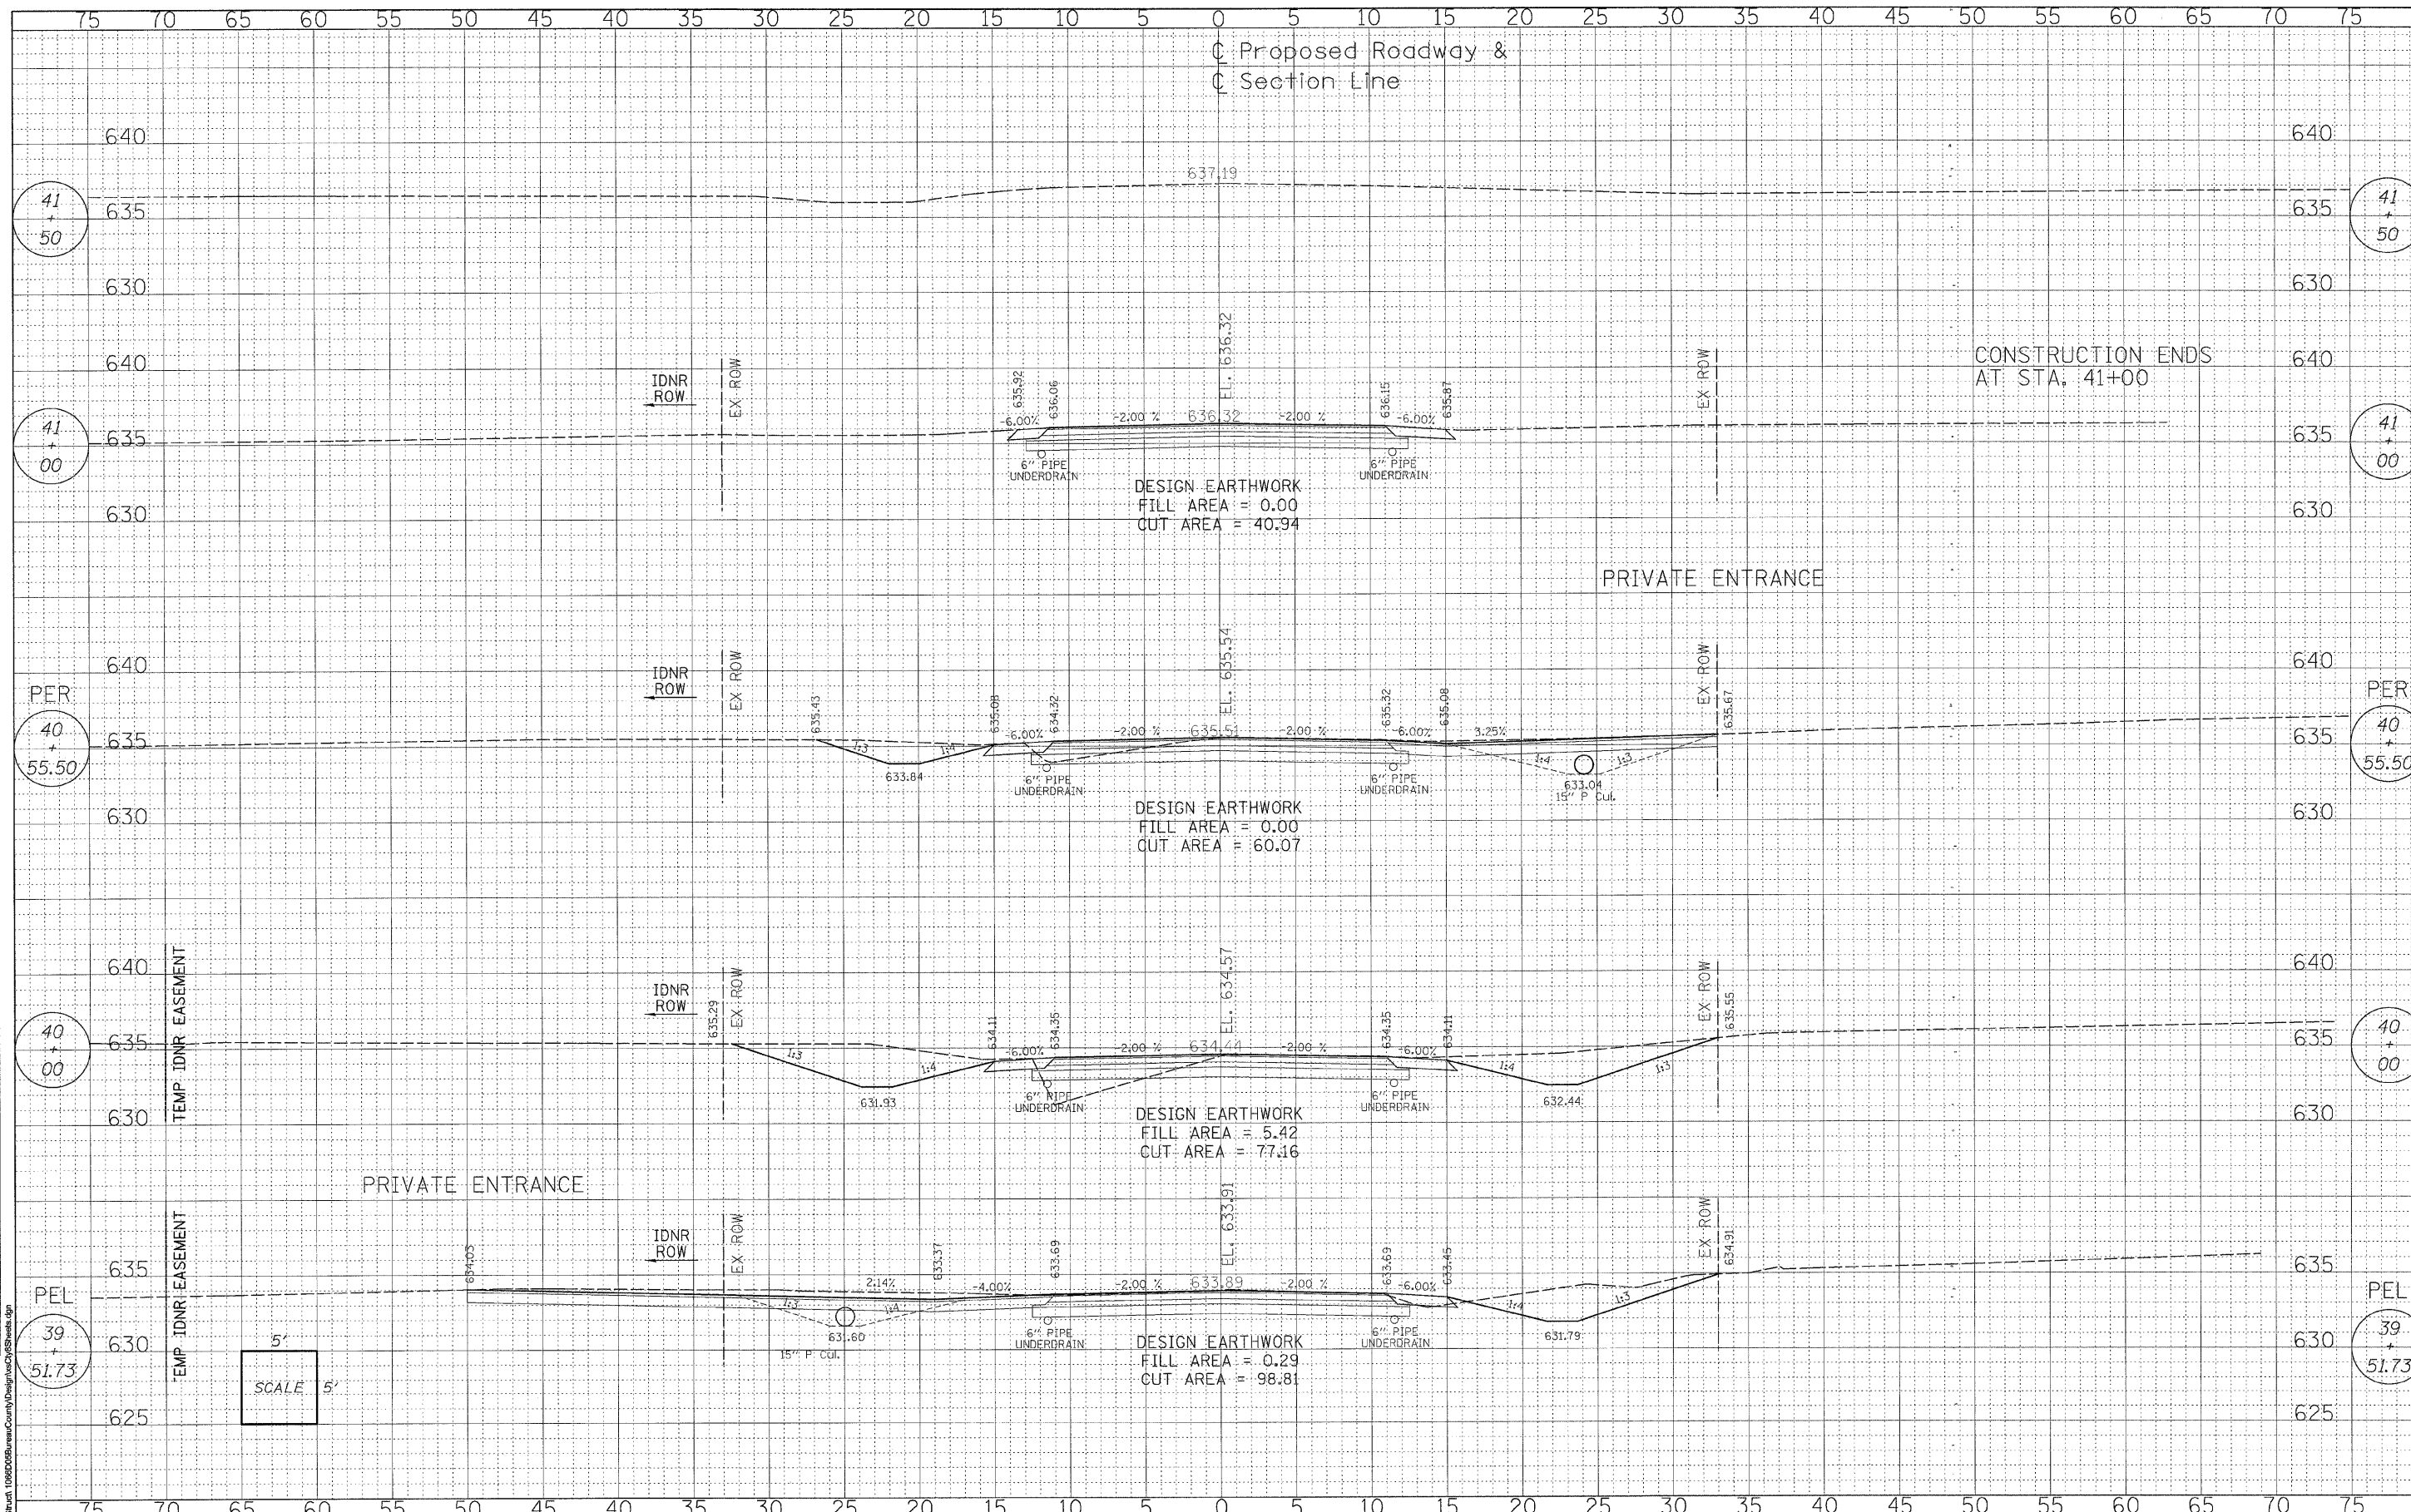 75 70 65 60 55 50 45 40 35 30 25 20 15 10 5 0 5 10 15 20 25 30 35 40 45 50 55 60 65 70 75
℄ Proposed Roadway &
℄ Section Line
640 640
637.19
41 + 50 635 635 41 + 50
630 630
EL. 636.32
640 640
CONSTRUCTION ENDS
AT STA. 41+00
IDNR
ROW
EX ROW
635.92
636.06
636.15
635.87
EX ROW
-6.00% -2.00 % 636.32 -2.00 % -6.00%
41 + 00 635 635 41 + 00
6" PIPE
UNDERDRAIN
6" PIPE
UNDERDRAIN
DESIGN EARTHWORK
FILL AREA = 0.00
CUT AREA = 40.94
630 630
PRIVATE ENTRANCE
EL. 635.54
640 640
IDNR
ROW
EX ROW
635.43
635.08
634.32
635.32
635.08
EX ROW
635.67
PER PER
-6.00% -2.00 % 635.51 -2.00 % -6.00% 3.25%
40 + 55.50 635 635 40 + 55.50
1:3 1:4 1:4 1:3
633.84
6" PIPE
UNDERDRAIN
6" PIPE
UNDERDRAIN
633.04
15" P Cul.
DESIGN EARTHWORK
FILL AREA = 0.00
CUT AREA = 60.07
630 630
TEMP IDNR EASEMENT
EL. 634.57
640 640
IDNR
ROW
635.29
EX ROW
634.11
634.35
634.35
634.11
EX ROW
635.55
-6.00% -2.00 % 634.44 -2.00 % -6.00%
40 + 00 635 635 40 + 00
1:3 1:4 1:4 1:3
631.93
6" PIPE
UNDERDRAIN
6" PIPE
UNDERDRAIN
632.44
DESIGN EARTHWORK
FILL AREA = 5.42
CUT AREA = 77.16
630 630
PRIVATE ENTRANCE
TEMP IDNR EASEMENT
EL. 633.91
IDNR
ROW
634.03
EX ROW
633.37
633.69
633.69
633.45
EX ROW
634.91
635 635
2.14% -4.00% -2.00 % 633.89 -2.00 % -6.00%
PEL PEL
1:3 1:4 1:4 1:3
39 + 51.73 630 630 39 + 51.73
631.60
15" P Cul.
6" PIPE
UNDERDRAIN
6" PIPE
UNDERDRAIN
631.79
DESIGN EARTHWORK
FILL AREA = 0.29
CUT AREA = 98.81
5'
SCALE 5'
625 625
75 70 65 60 55 50 45 40 35 30 25 20 15 10 5 0 5 10 15 20 25 30 35 40 45 50 55 60 65 70 75